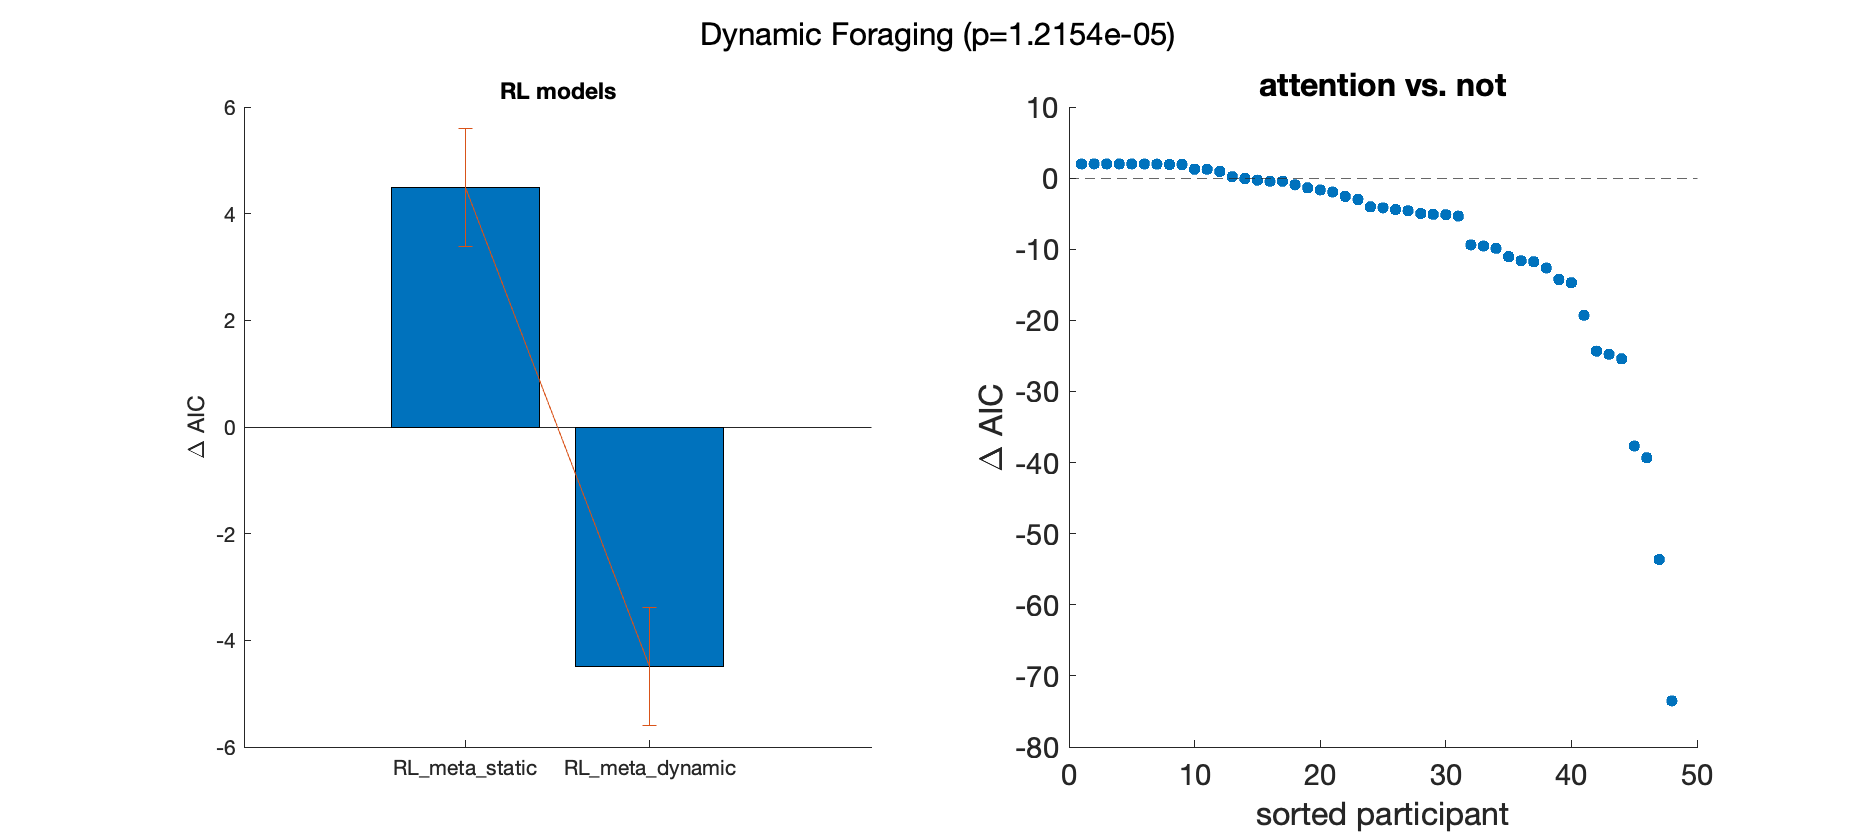 Dynamic Foraging (p=1.2154e-05)
RL models
6
4
2
0
-2
-4
-6
Δ AIC
RL_meta_static
RL_meta_dynamic
attention vs. not
10
0
-10
-20
-30
-40
-50
-60
-70
-80
Δ AIC
0
10
20
30
40
50
sorted participant